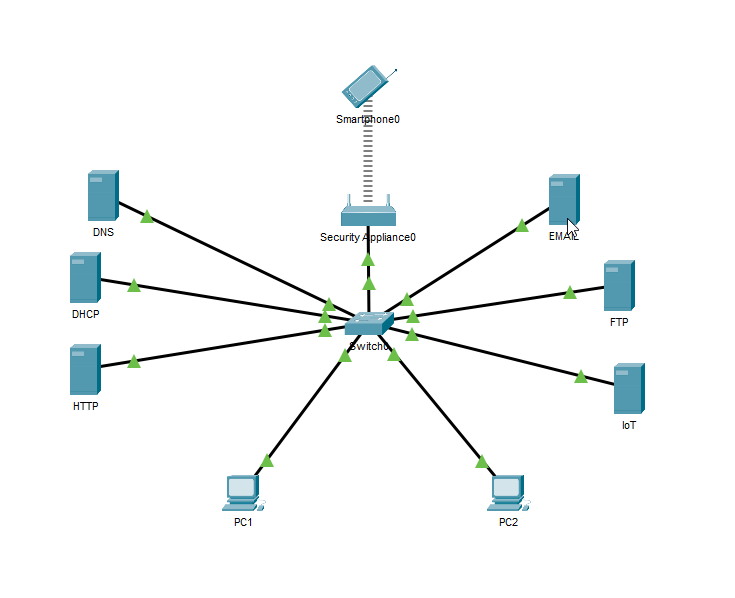 Smartphone0
DNS
Security Appliance0
EMAIL
DHCP
FTP
Switch0
HTTP
IoT
PC1
PC2